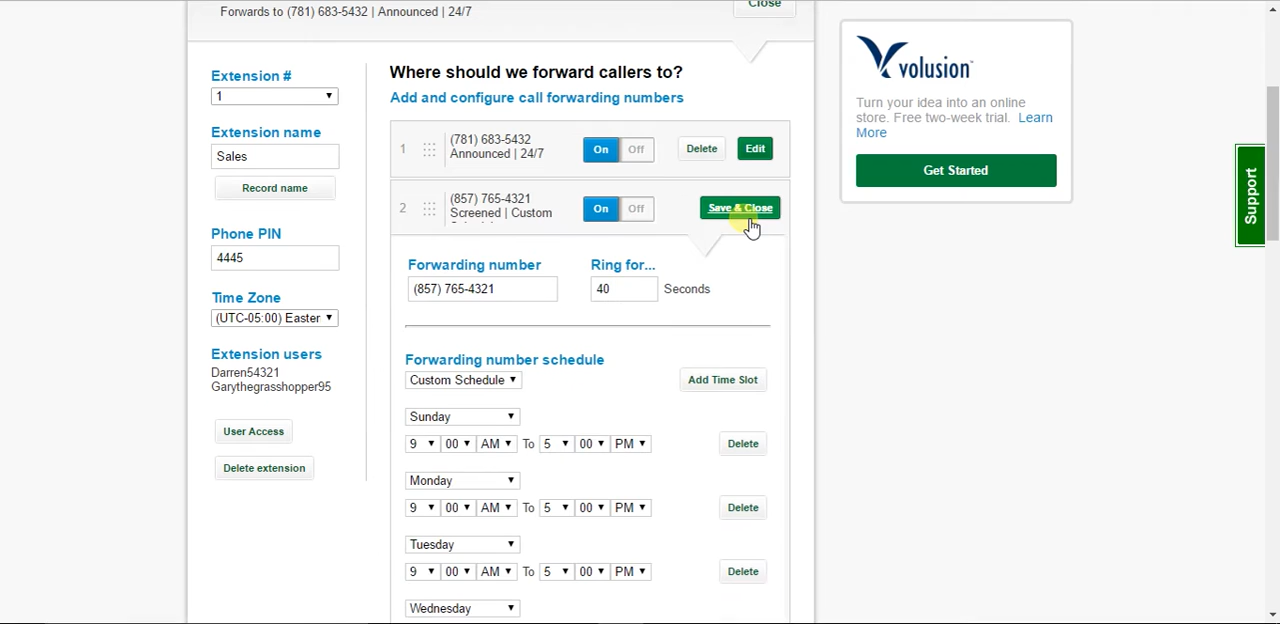 Forwards to (781) 683-5432 | Announced | 24/7
Close
Extension #
1
Extension name
Sales
Record name
Phone PIN
4445
Time Zone
(UTC-05:00) Easter
Extension users
Darren54321
Garythegrasshopper95
User Access
Delete extension
Where should we forward callers to?
Add and configure call forwarding numbers
1
(781) 683-5432
Announced | 24/7
On Off
Delete
Edit
2
(857) 765-4321
Screened | Custom
On Off
Save & Close
Forwarding number
(857) 765-4321
Ring for...
40 Seconds
Forwarding number schedule
Custom Schedule
Add Time Slot
Sunday
9 00 AM To 5 00 PM
Delete
Monday
9 00 AM To 5 00 PM
Delete
Tuesday
9 00 AM To 5 00 PM
Delete
Wednesday
volusion
Turn your idea into an online
store. Free two-week trial. Learn
More
Get Started
Support